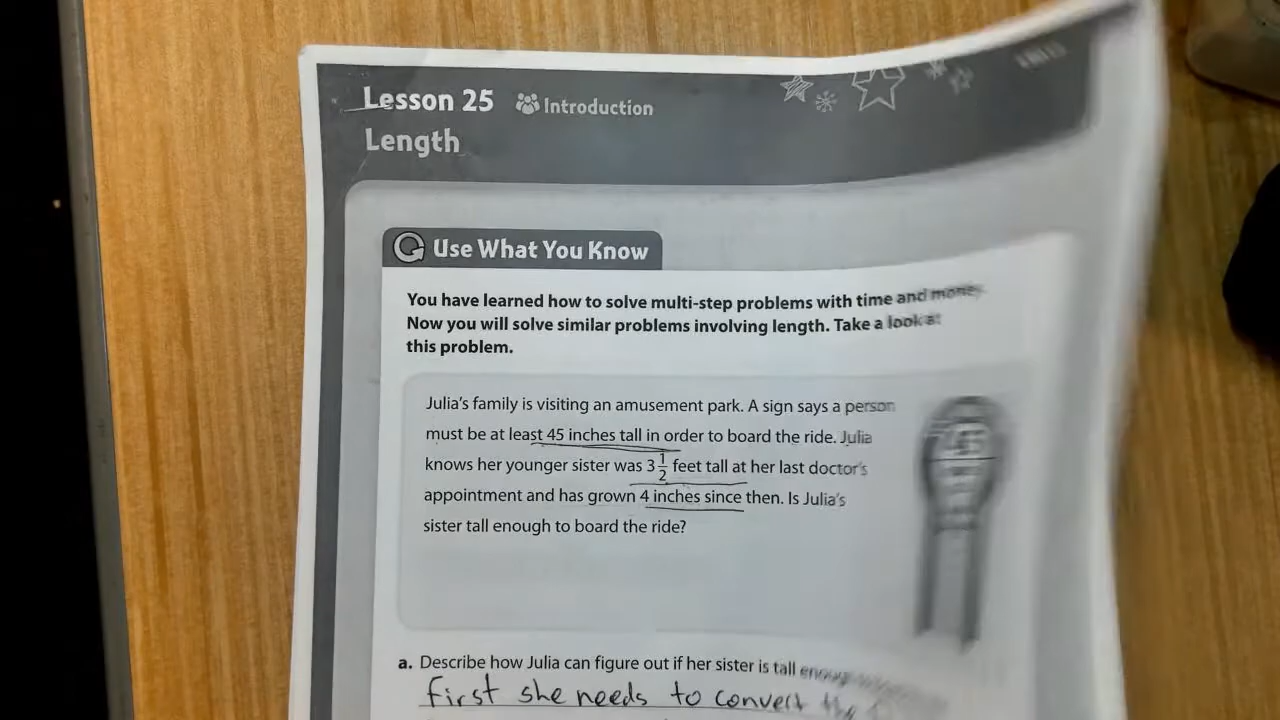 Lesson 25 Introduction
Length
Use What You Know
You have learned how to solve multi-step problems with time and money.
Now you will solve similar problems involving length. Take a look at
this problem.
Julia's family is visiting an amusement park. A sign says a person
must be at least 45 inches tall in order to board the ride. Julia
knows her younger sister was 3 1/2 feet tall at her last doctor's
appointment and has grown 4 inches since then. Is Julia's
sister tall enough to board the ride?
a. Describe how Julia can figure out if her sister is tall enough
first she needs to convert the